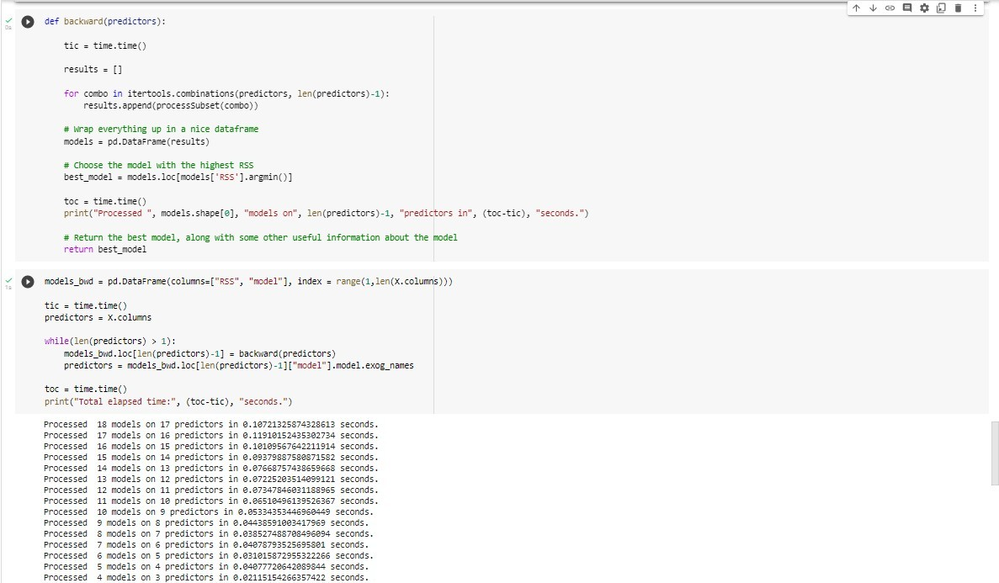 def backward(predictors):
tic = time.time()
results = []
for combo in itertools.combinations(predictors, len(predictors)-1):
results.append(processSubset(combo))
# Wrap everything up in a nice dataframe
models = pd.DataFrame(results)
# Choose the model with the highest RSS
best_model = models.loc[models['RSS'].argmin()]
toc = time.time()
print("Processed ", models.shape[0], "models on", len(predictors)-1, "predictors in", (toc-tic), "seconds.")
# Return the best model, along with some other useful information about the model
return best_model
models_bwd = pd.DataFrame(columns=["RSS", "model"], index = range(1,len(X.columns)))
tic = time.time()
predictors = X.columns
while(len(predictors) > 1):
models_bwd.loc[len(predictors)-1] = backward(predictors)
predictors = models_bwd.loc[len(predictors)-1]["model"].model.exog_names
toc = time.time()
print("Total elapsed time:", (toc-tic), "seconds.")
Processed  18 models on 17 predictors in 0.10721325874328613 seconds.
Processed  17 models on 16 predictors in 0.11910152435302734 seconds.
Processed  16 models on 15 predictors in 0.10109567642211914 seconds.
Processed  15 models on 14 predictors in 0.09379887580871582 seconds.
Processed  14 models on 13 predictors in 0.07668757438659668 seconds.
Processed  13 models on 12 predictors in 0.07225203514099121 seconds.
Processed  12 models on 11 predictors in 0.07347846031188965 seconds.
Processed  11 models on 10 predictors in 0.06510496139526367 seconds.
Processed  10 models on 9 predictors in 0.05334353446960449 seconds.
Processed  9 models on 8 predictors in 0.04438591003417969 seconds.
Processed  8 models on 7 predictors in 0.038527488708496094 seconds.
Processed  7 models on 6 predictors in 0.04078793525695801 seconds.
Processed  6 models on 5 predictors in 0.031015872955322266 seconds.
Processed  5 models on 4 predictors in 0.04077720642089844 seconds.
Processed  4 models on 3 predictors in 0.02115154266357422 seconds.